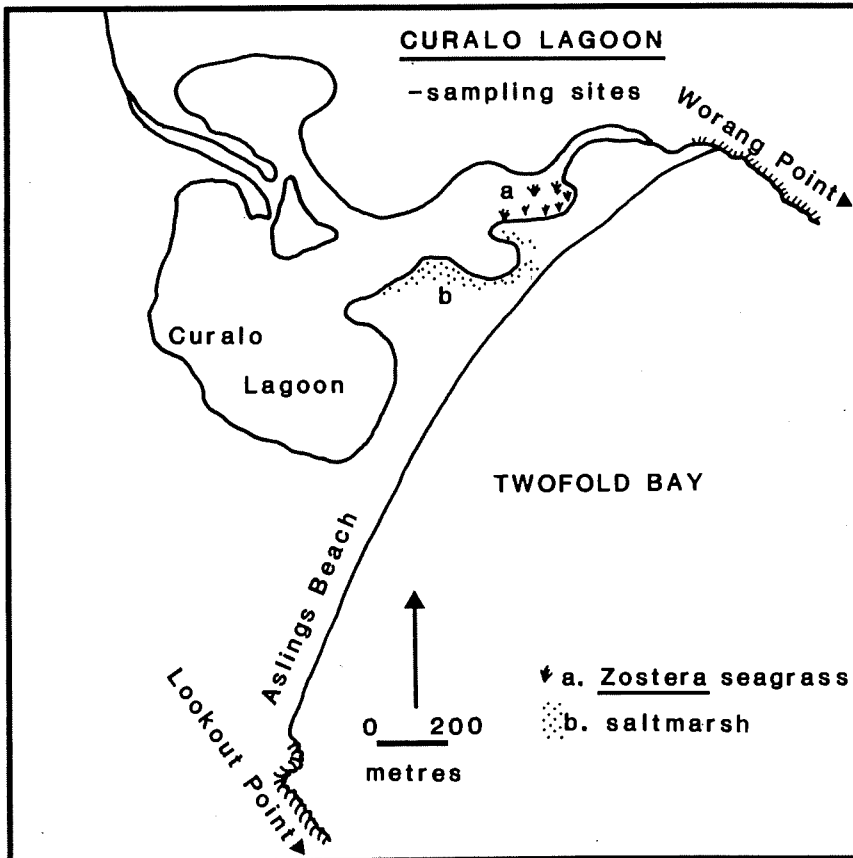 CURALO LAGOON
-sampling sites
Worang Point
a
b
Curalo
Lagoon
TWOFOLD BAY
Aslings Beach
Lookout Point
0 200
metres
a. Zostera seagrass
b. saltmarsh